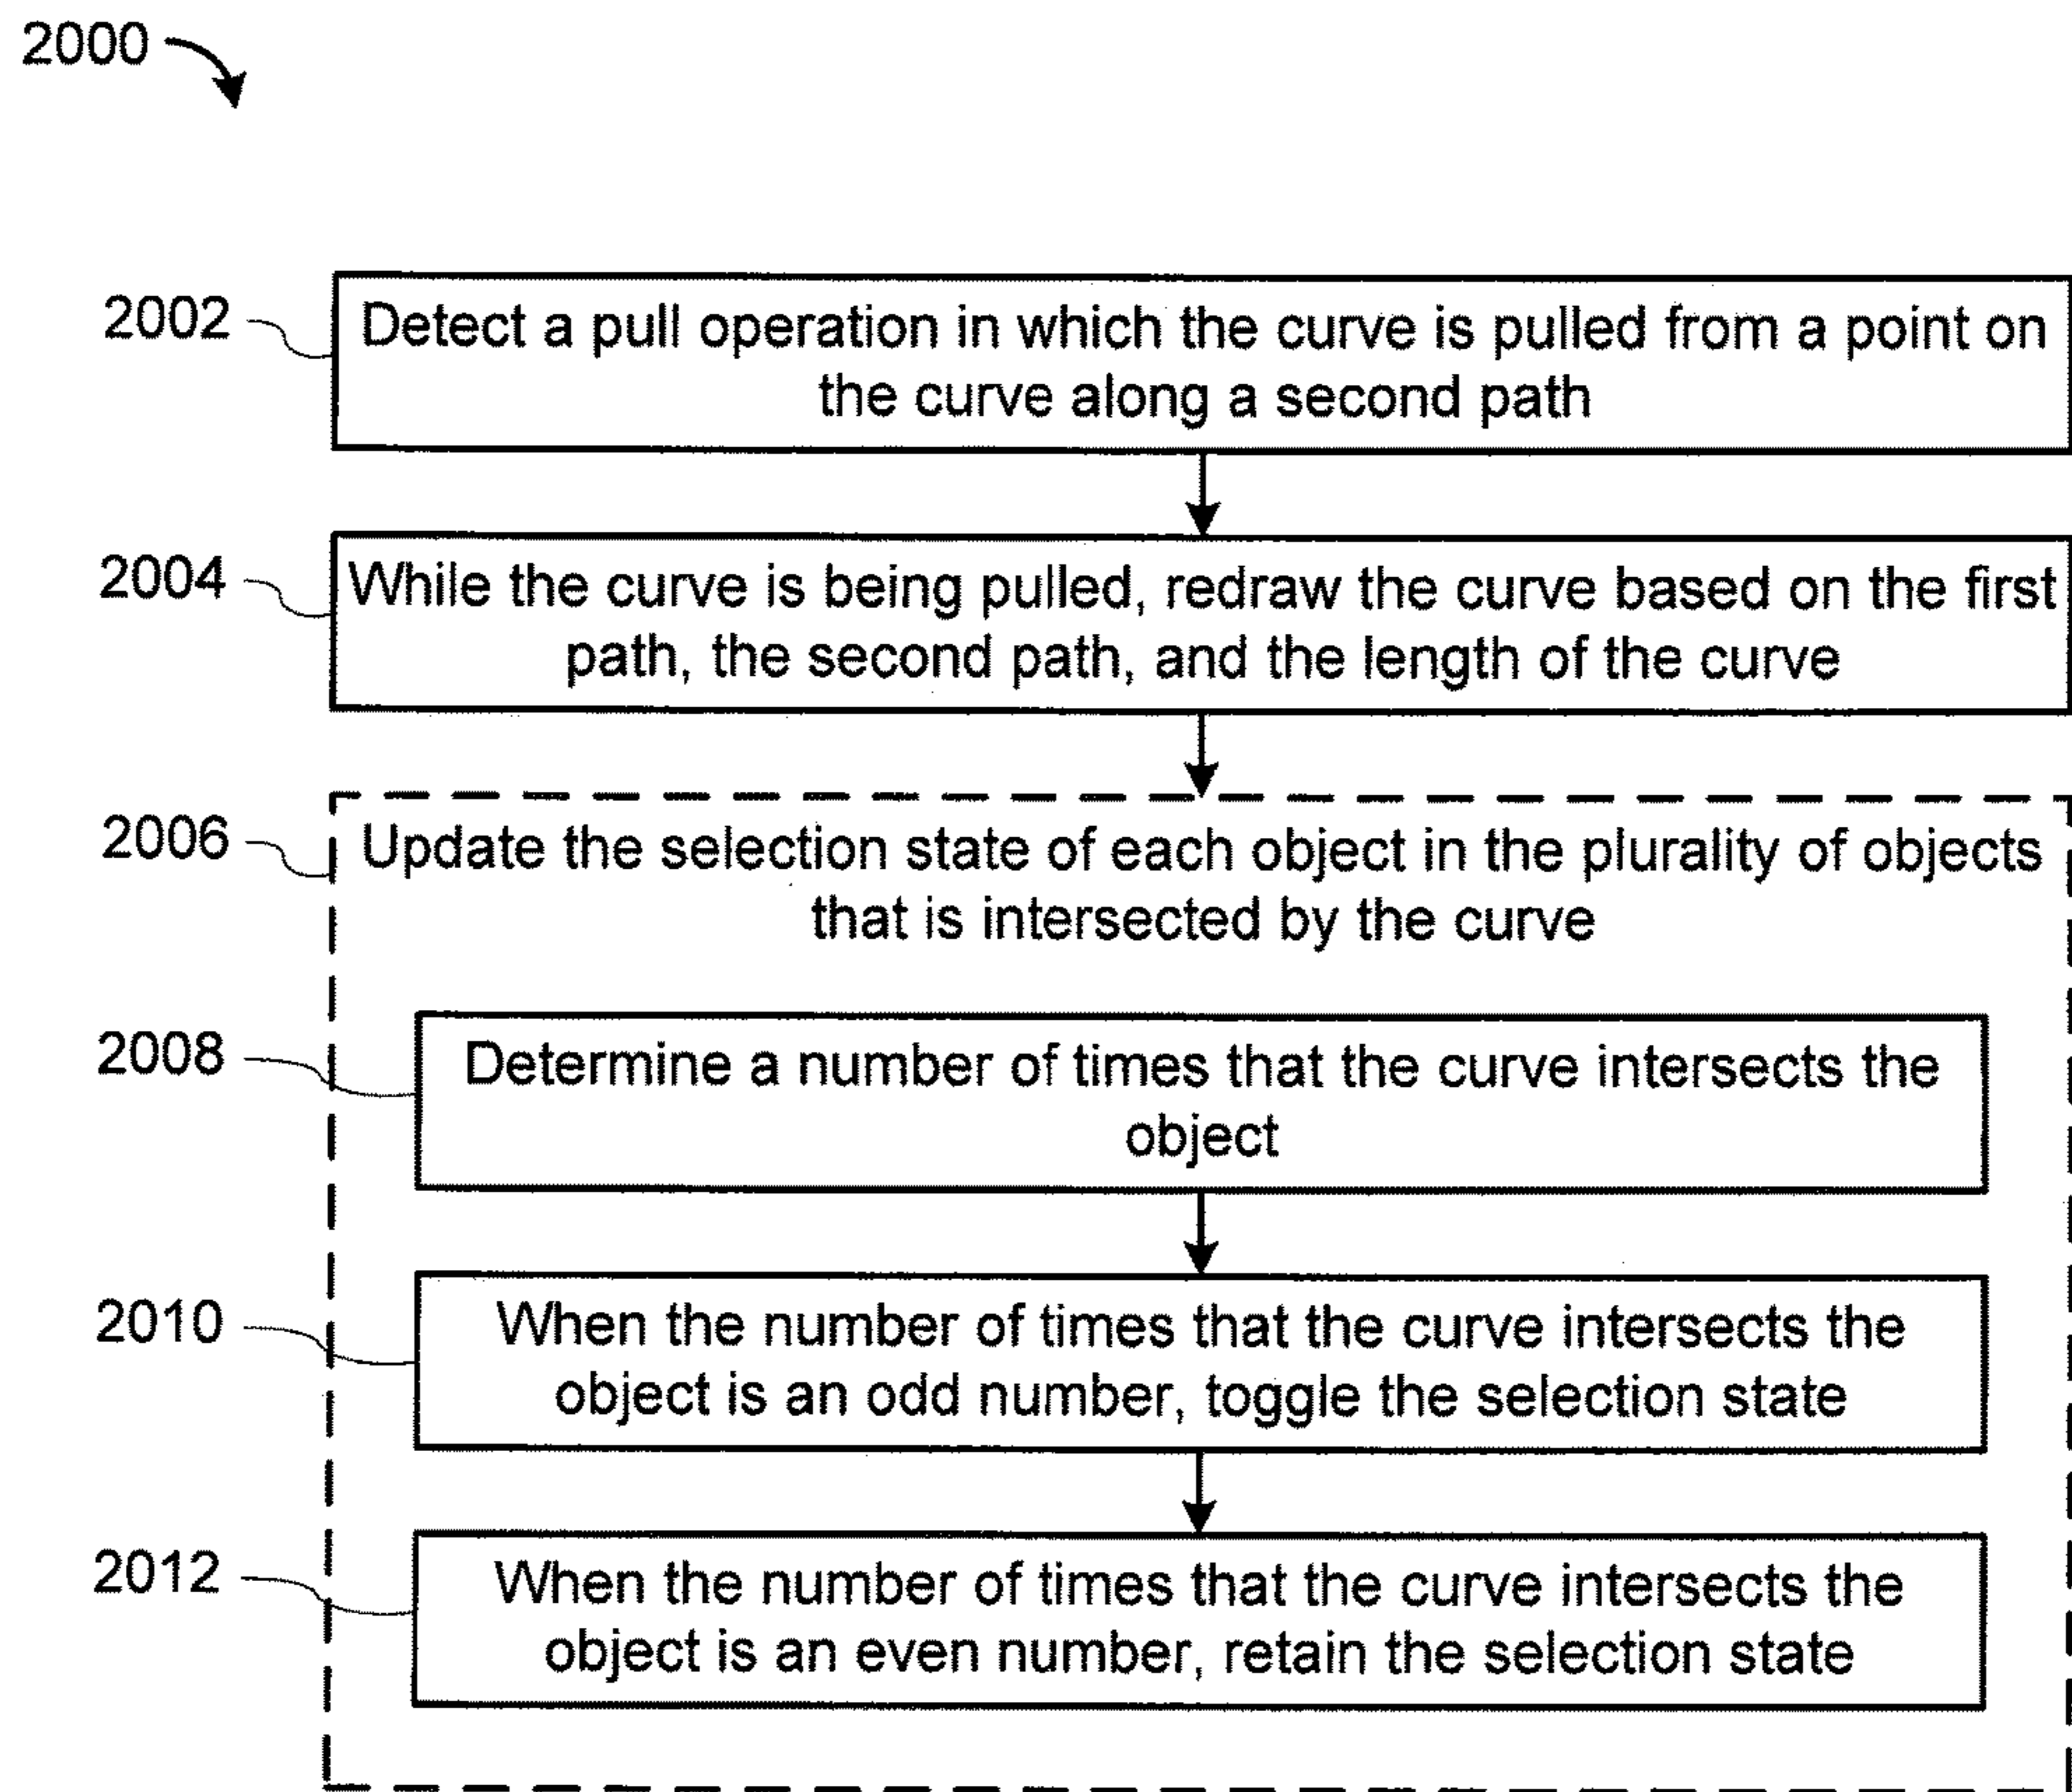 2000
2002
Detect a pull operation in which the curve is pulled from a point on
the curve along a second path
2004
While the curve is being pulled, redraw the curve based on the first
path, the second path, and the length of the curve
2006
Update the selection state of each object in the plurality of objects
that is intersected by the curve
2008
Determine a number of times that the curve intersects the
object
2010
When the number of times that the curve intersects the
object is an odd number, toggle the selection state
2012
When the number of times that the curve intersects the
object is an even number, retain the selection state